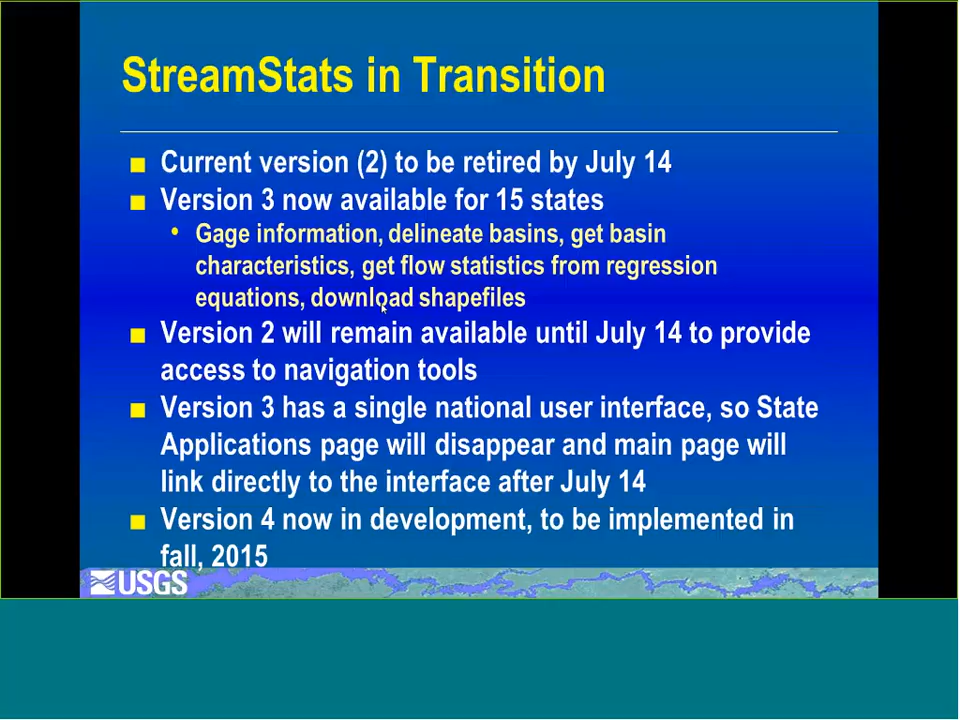 StreamStats in Transition
Current version (2) to be retired by July 14
Version 3 now available for 15 states
Gage information, delineate basins, get basin
characteristics, get flow statistics from regression
equations, download shapefiles
Version 2 will remain available until July 14 to provide
access to navigation tools
Version 3 has a single national user interface, so State
Applications page will disappear and main page will
link directly to the interface after July 14
Version 4 now in development, to be implemented in
fall, 2015
USGS